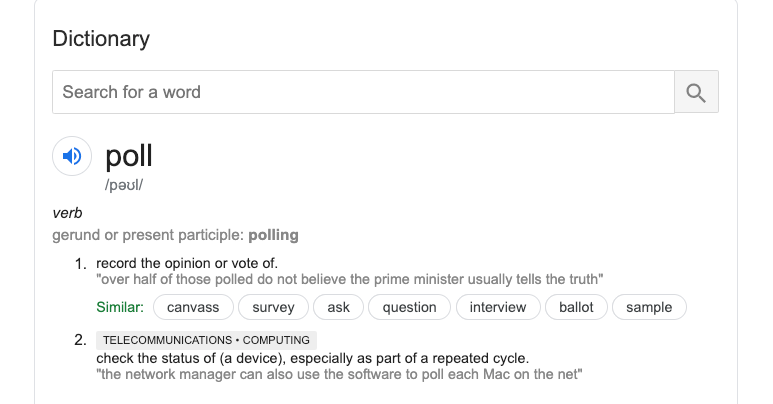 Dictionary
Search for a word
poll
/pəʊl/
verb
gerund or present participle: polling
1. record the opinion or vote of.
"over half of those polled do not believe the prime minister usually tells the truth"
Similar: canvass survey ask question interview ballot sample
2. TELECOMMUNICATIONS • COMPUTING
check the status of (a device), especially as part of a repeated cycle.
"the network manager can also use the software to poll each Mac on the net"